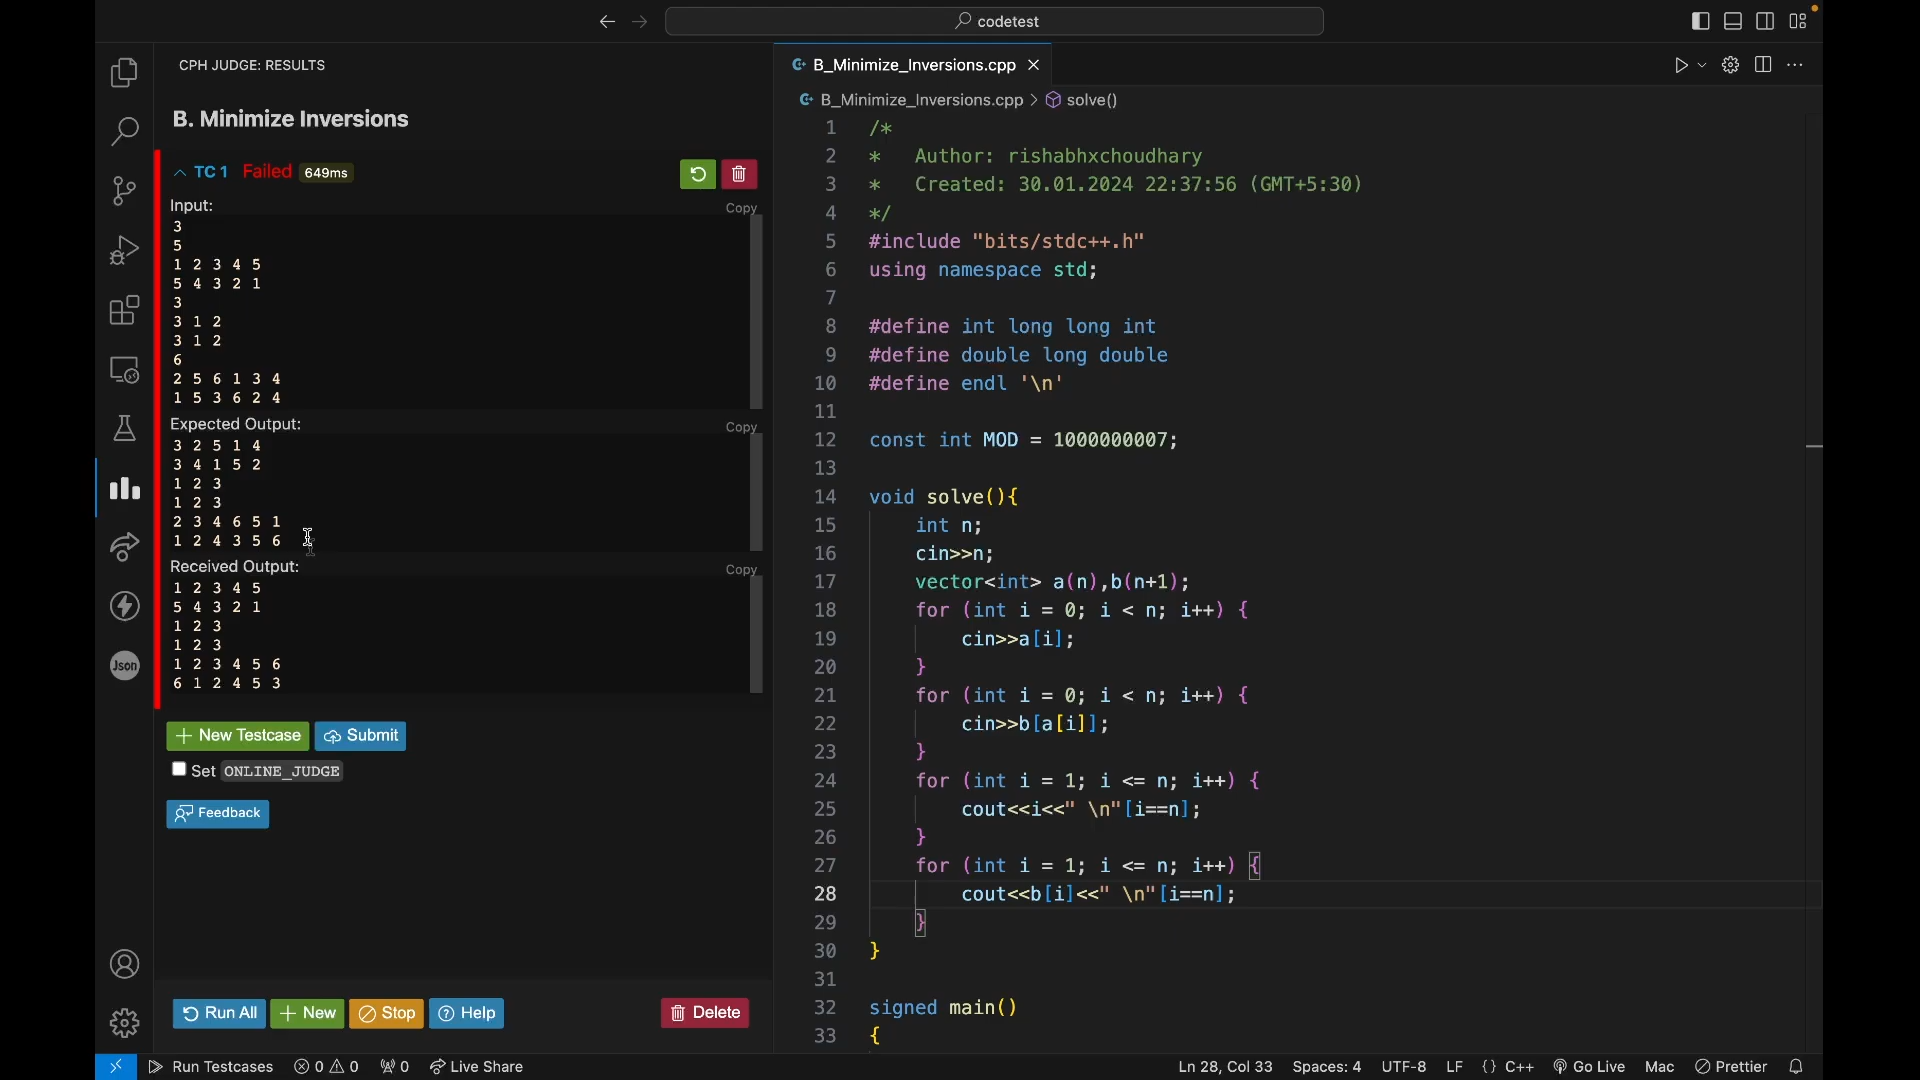 codetest
CPH JUDGE: RESULTS
B. Minimize Inversions
TC 1 Failed 649ms
Input:
Copy
3
5
1 2 3 4 5
5 4 3 2 1
3
3 1 2
3 1 2
6
2 5 6 1 3 4
1 5 3 6 2 4
Expected Output:
Copy
3 2 5 1 4
3 4 1 5 2
1 2 3
1 2 3
2 3 4 6 5 1
1 2 4 3 5 6
Received Output:
Copy
1 2 3 4 5
5 4 3 2 1
1 2 3
1 2 3
1 2 3 4 5 6
6 1 2 4 5 3
New Testcase
Submit
Set ONLINE_JUDGE
Feedback
Run All
New
Stop
Help
Delete
Json
B_Minimize_Inversions.cpp
B_Minimize_Inversions.cpp > solve()
1 /*
2 *   Author: rishabhxchoudhary
3 *   Created: 30.01.2024 22:37:56 (GMT+5:30)
4 */
5 #include "bits/stdc++.h"
6 using namespace std;
7
8 #define int long long int
9 #define double long double
10 #define endl '\n'
11
12 const int MOD = 1000000007;
13
14 void solve(){
15     int n;
16     cin>>n;
17     vector<int> a(n),b(n+1);
18     for (int i = 0; i < n; i++) {
19         cin>>a[i];
20     }
21     for (int i = 0; i < n; i++) {
22         cin>>b[a[i]];
23     }
24     for (int i = 1; i <= n; i++) {
25         cout<<i<<" \n"[i==n];
26     }
27     for (int i = 1; i <= n; i++) {
28         cout<<b[i]<<" \n"[i==n];
29     }
30 }
31
32 signed main()
33 {
Run Testcases
0 0
0
Live Share
Ln 28, Col 33
Spaces: 4
UTF-8
LF
{} C++
Go Live
Mac
Prettier